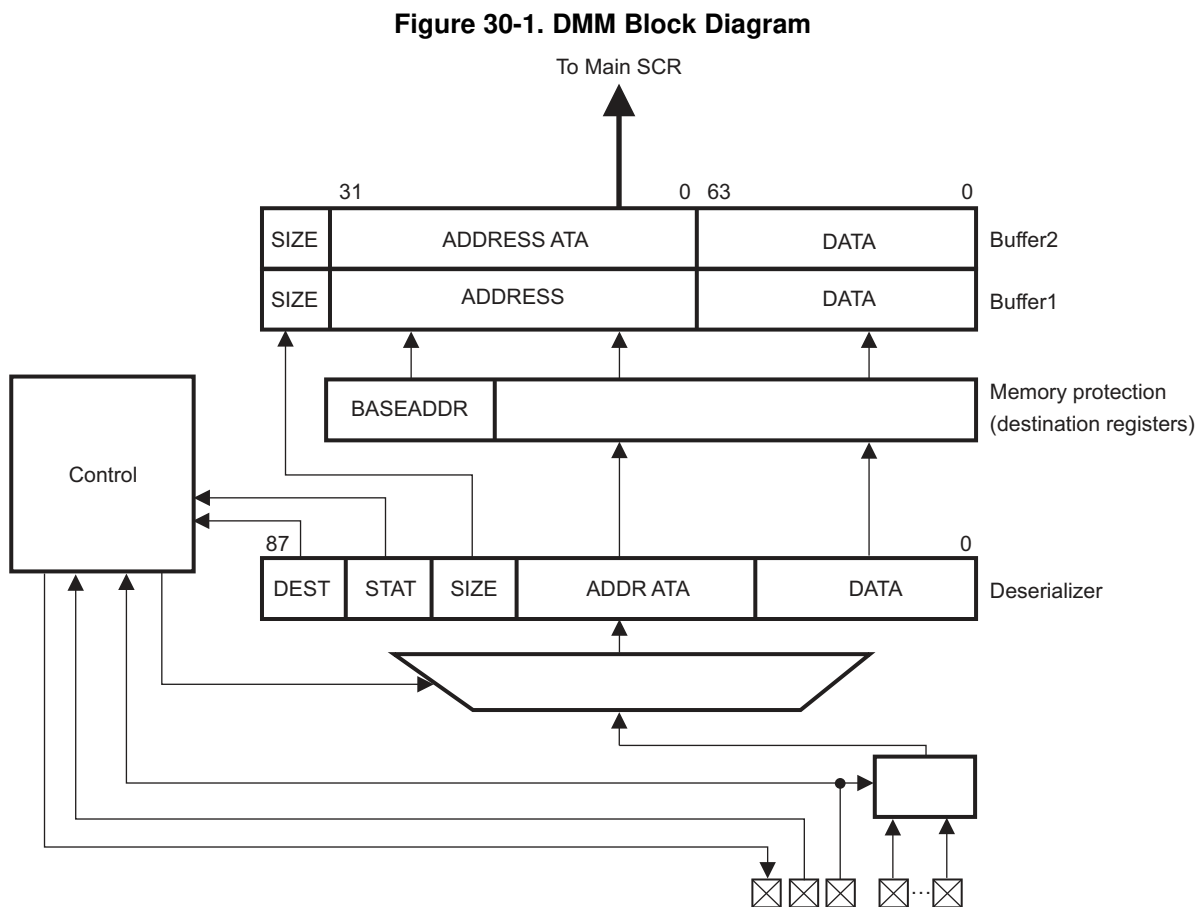 Figure 30-1. DMM Block Diagram
To Main SCR
31 0 63 0
SIZE ADDRESS ATA DATA Buffer2
SIZE ADDRESS DATA Buffer1
BASEADDR Memory protection
(destination registers)
Control
87 0
DEST STAT SIZE ADDR ATA DATA Deserializer
...